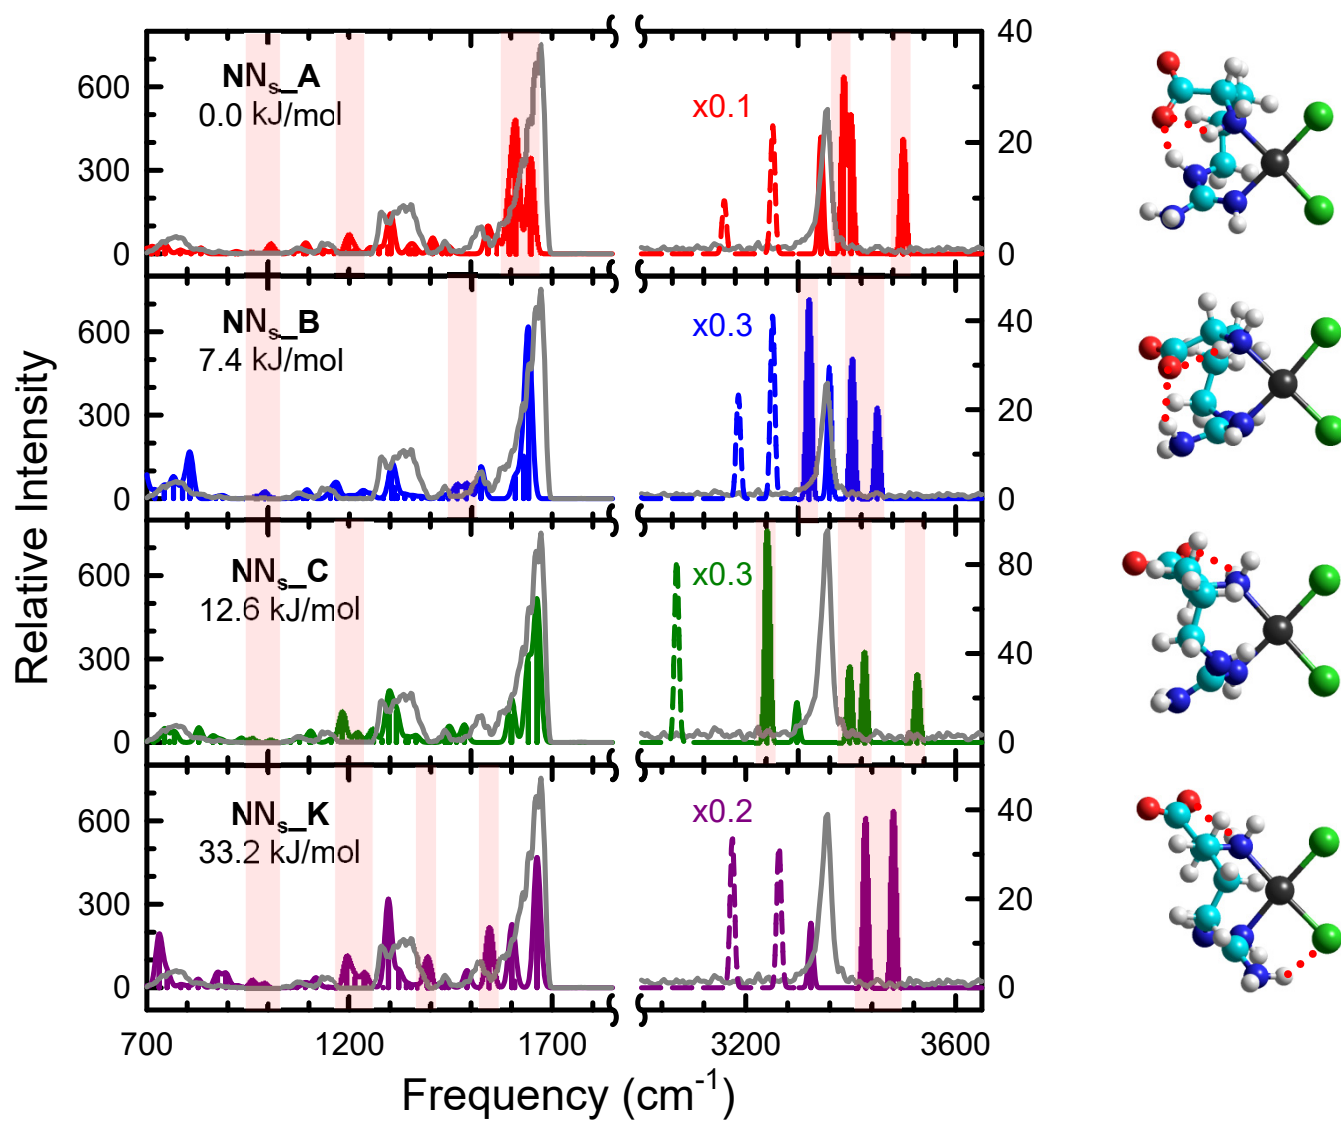 Relative Intensity
600
300
0
NNs_A
0.0 kJ/mol
x0.1
40
20
0
600
300
0
NNs_B
7.4 kJ/mol
x0.3
40
20
0
600
300
0
NNs_C
12.6 kJ/mol
x0.3
80
40
0
600
300
0
NNs_K
33.2 kJ/mol
x0.2
40
20
0
700 1200 1700 3200 3600
Frequency (cm⁻¹)